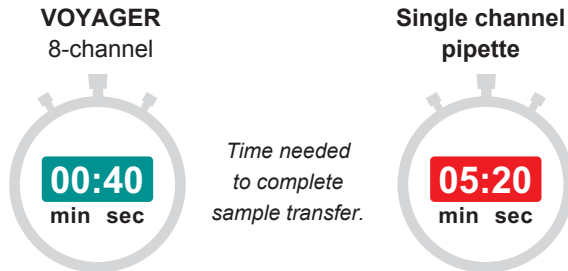 VOYAGER
8-channel
00:40
min sec
Time needed
to complete
sample transfer.
Single channel
pipette
05:20
min sec